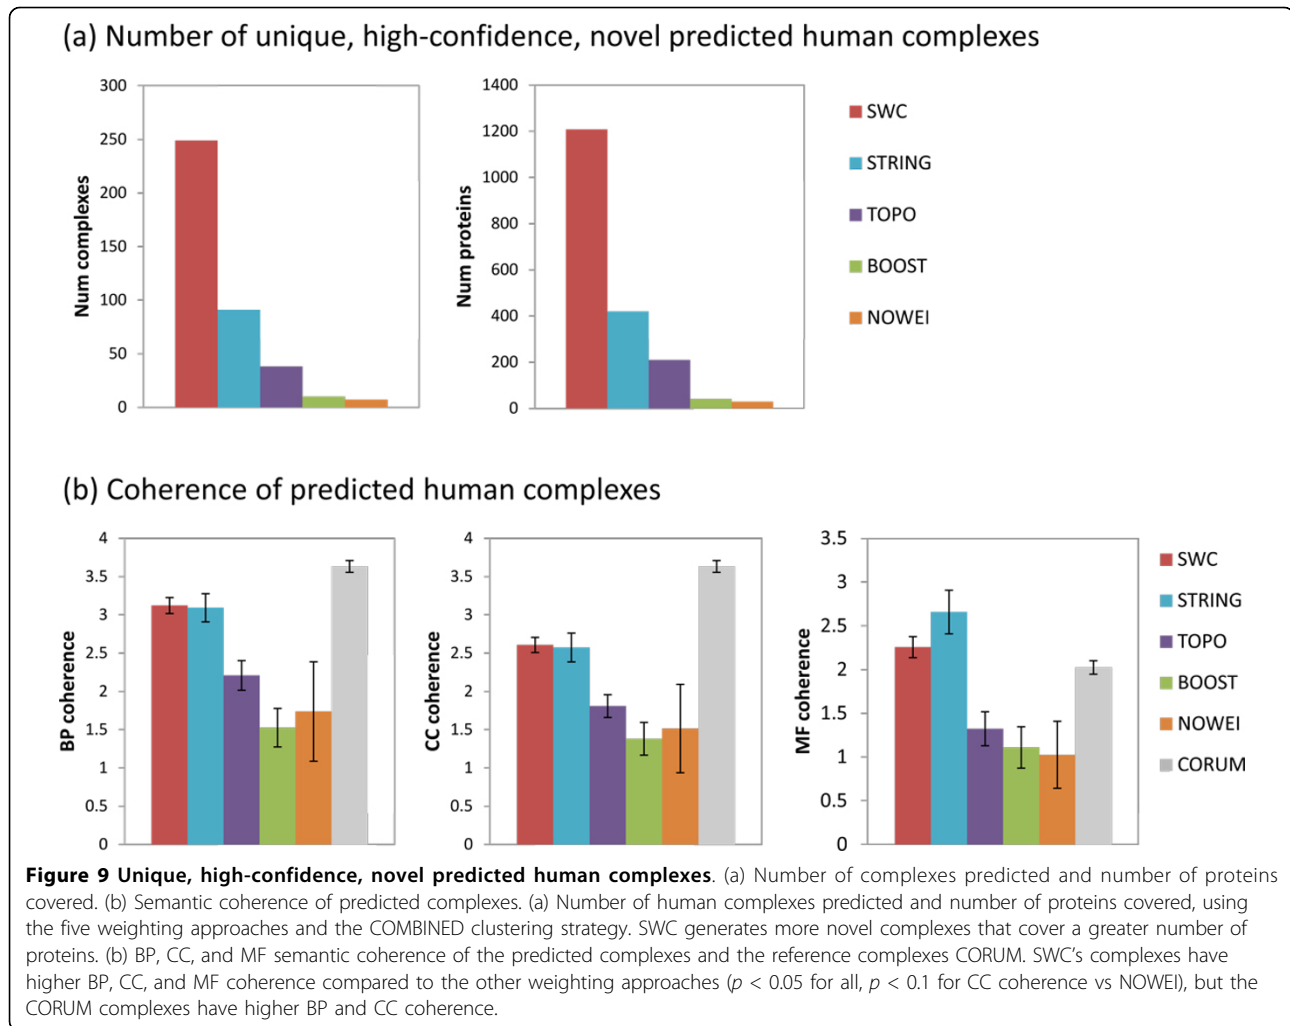 (a) Number of unique, high-confidence, novel predicted human complexes
300
250
200
150
100
50
0
Num complexes
1400
1200
1000
800
600
400
200
0
Num proteins
SWC
STRING
TOPO
BOOST
NOWEI
(b) Coherence of predicted human complexes
4
3.5
3
2.5
2
1.5
1
0.5
0
BP coherence
4
3.5
3
2.5
2
1.5
1
0.5
0
CC coherence
3.5
3
2.5
2
1.5
1
0.5
0
MF coherence
SWC
STRING
TOPO
BOOST
NOWEI
CORUM
Figure 9 Unique, high-confidence, novel predicted human complexes. (a) Number of complexes predicted and number of proteins
covered. (b) Semantic coherence of predicted complexes. (a) Number of human complexes predicted and number of proteins covered, using
the five weighting approaches and the COMBINED clustering strategy. SWC generates more novel complexes that cover a greater number of
proteins. (b) BP, CC, and MF semantic coherence of the predicted complexes and the reference complexes CORUM. SWC's complexes have
higher BP, CC, and MF coherence compared to the other weighting approaches (p < 0.05 for all, p < 0.1 for CC coherence vs NOWEI), but the
CORUM complexes have higher BP and CC coherence.